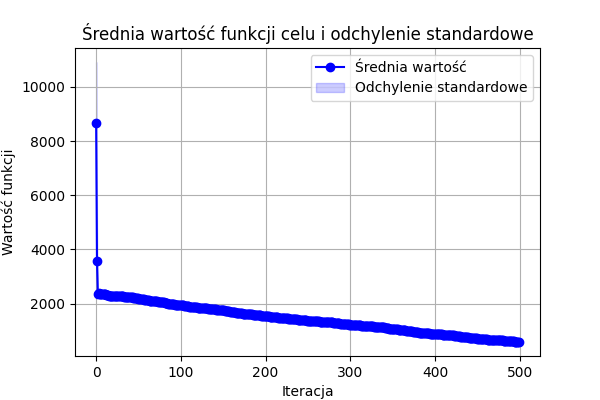 Średnia wartość funkcji celu i odchylenie standardowe
Wartość funkcji
10000
8000
6000
4000
2000
Średnia wartość
Odchylenie standardowe
0 100 200 300 400 500
Iteracja